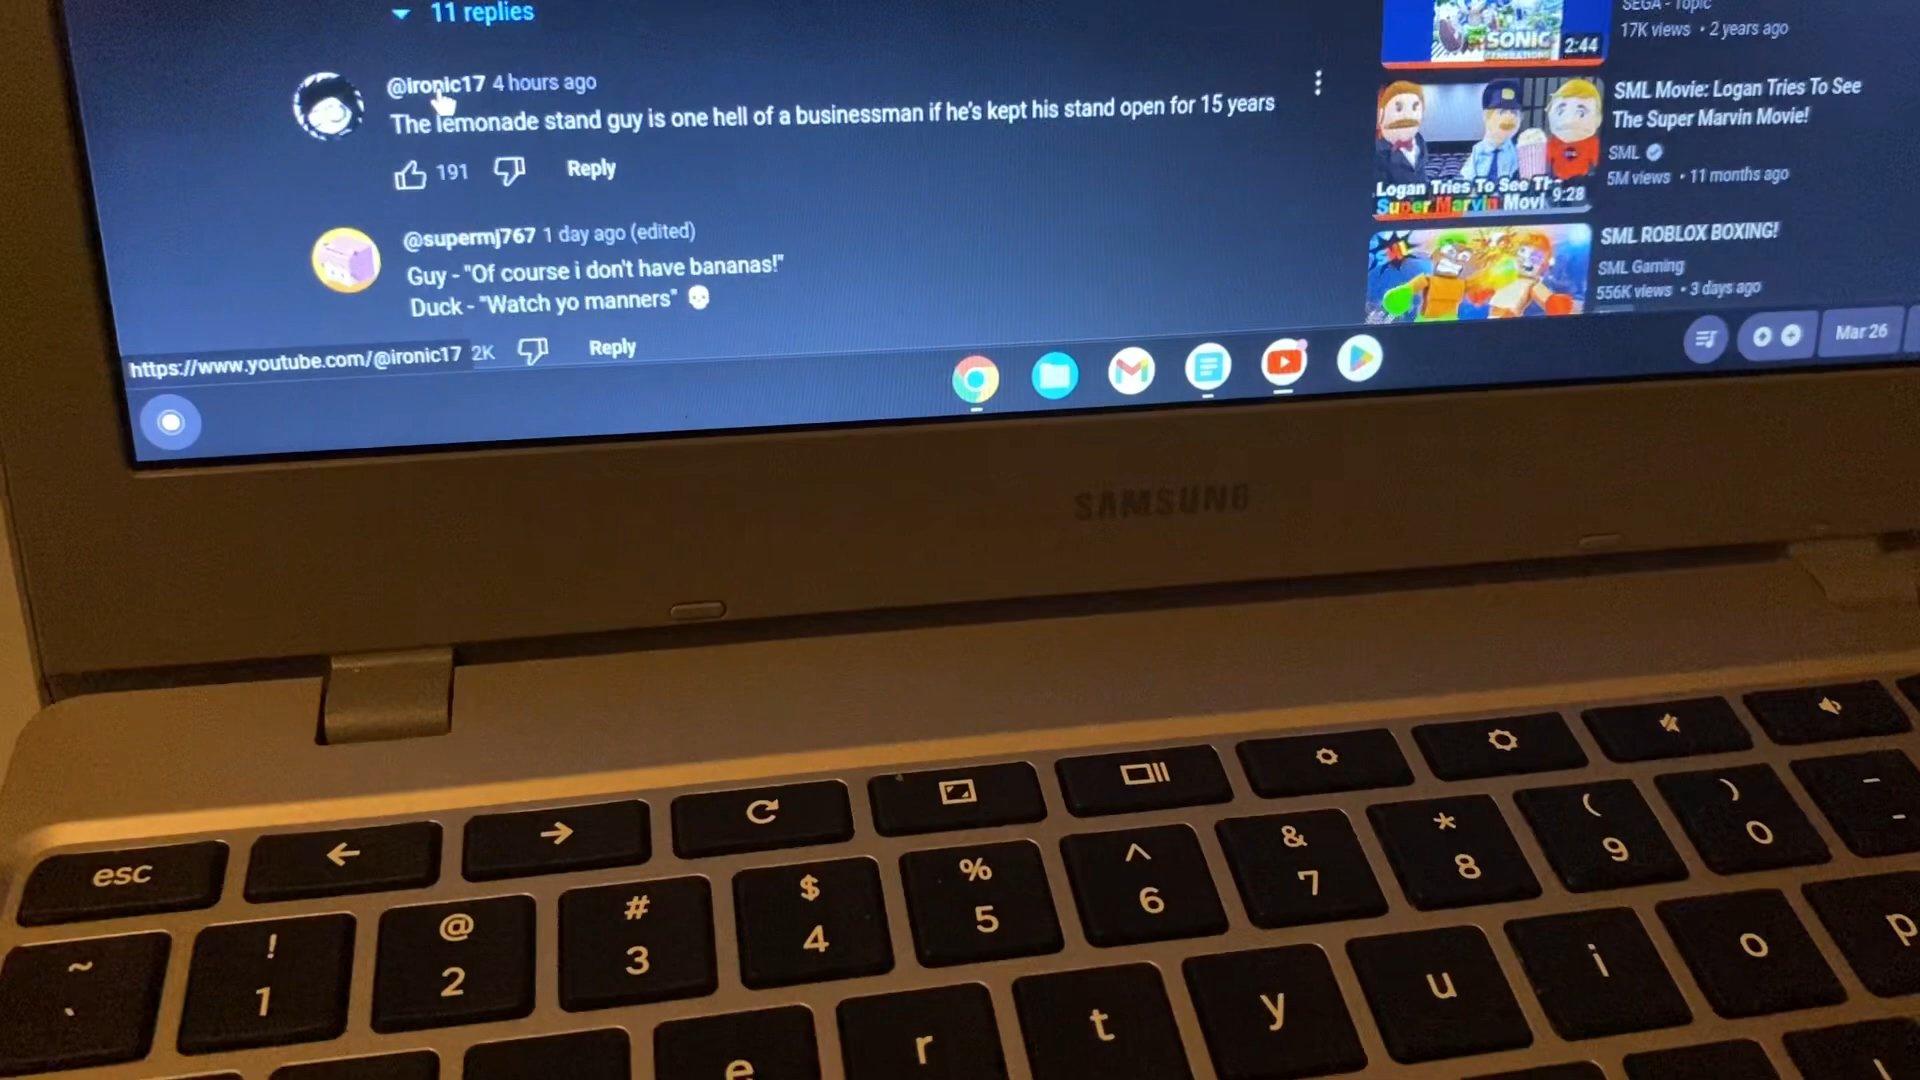 11 replies
@ironic17 4 hours ago
The lemonade stand guy is one hell of a businessman if he's kept his stand open for 15 years
191 Reply
@supermj767 1 day ago (edited)
Guy - "Of course i don't have bananas!"
Duck - "Watch yo manners" 💀
2K Reply
https://www.youtube.com/@ironic17
SONIC
GENERATIONS
2:44
SEGA - Topic
17K views • 2 years ago
Logan Tries To See Th
Super Marvin Movi
9:28
SML Movie: Logan Tries To See
The Super Marvin Movie!
SML
5M views • 11 months ago
SML
SML ROBLOX BOXING!
SML Gaming
556K views • 3 days ago
Mar 26
SAMSUNG
esc
~ `
! 1
@ 2
# 3
$ 4
% 5
^ 6
& 7
* 8
( 9
) 0
_ -
e r t y u i o p